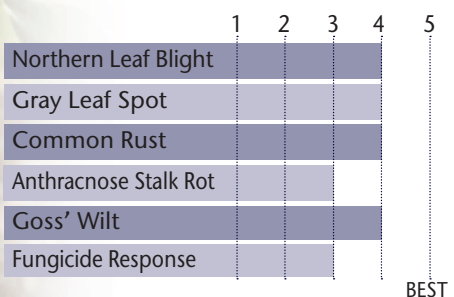 1 2 3 4 5
Northern Leaf Blight
Gray Leaf Spot
Common Rust
Anthracnose Stalk Rot
Goss' Wilt
Fungicide Response
BEST